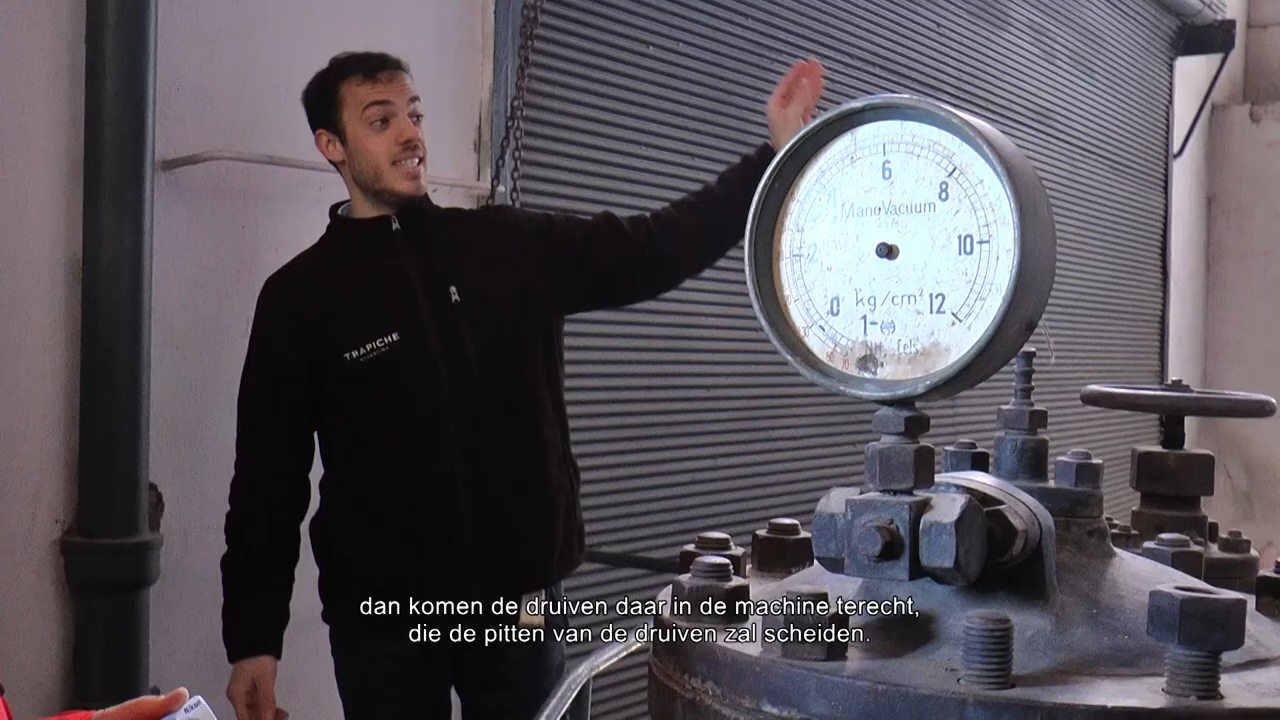 TRAPICHE
6
8
ManoVacuum
10
0
kg/cm²
12
1-
dan komen de druiven daar in de machine terecht,
die de pitten van de druiven zal scheiden.